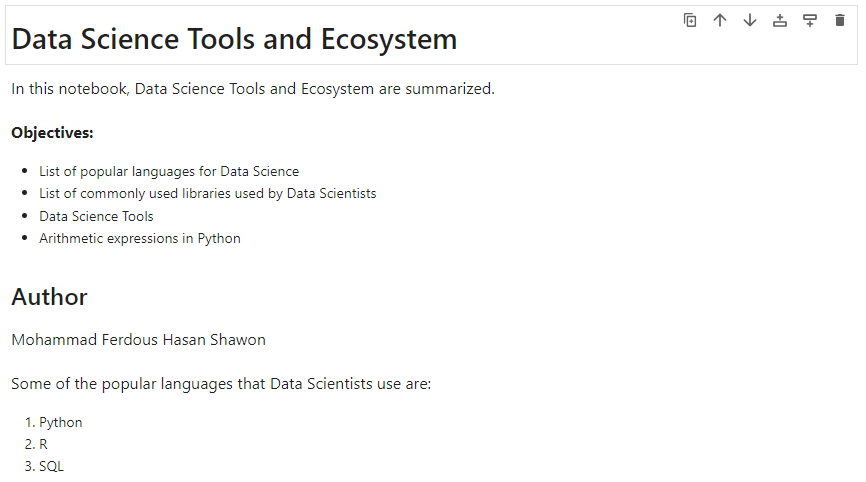 Data Science Tools and Ecosystem
In this notebook, Data Science Tools and Ecosystem are summarized.
Objectives:
• List of popular languages for Data Science
• List of commonly used libraries used by Data Scientists
• Data Science Tools
• Arithmetic expressions in Python
Author
Mohammad Ferdous Hasan Shawon
Some of the popular languages that Data Scientists use are:
1. Python
2. R
3. SQL